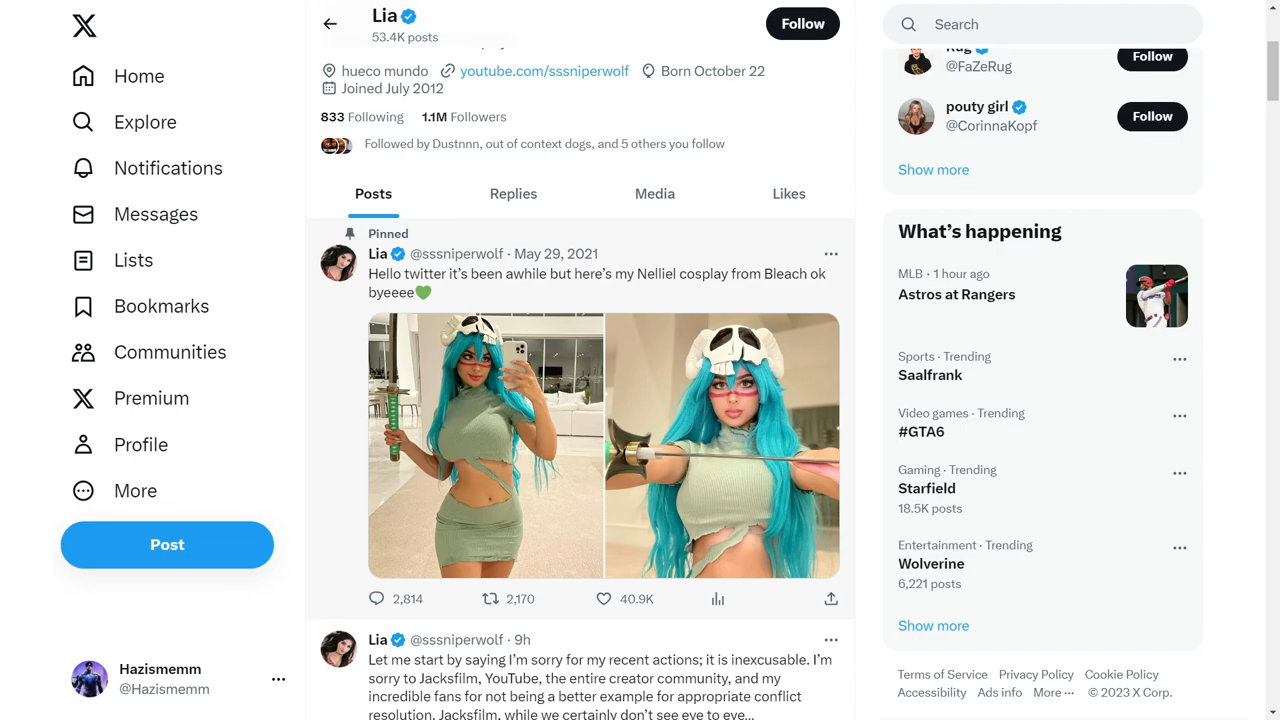 Home
Explore
Notifications
Messages
Lists
Bookmarks
Communities
Premium
Profile
More
Post
Hazismemm
@Hazismemm
Lia
53.4K posts
Follow
hueco mundo youtube.com/sssniperwolf Born October 22
Joined July 2012
833 Following 1.1M Followers
Followed by Dustnnn, out of context dogs, and 5 others you follow
Posts Replies Media Likes
Pinned
Lia @sssniperwolf · May 29, 2021
Hello twitter it's been awhile but here's my Nelliel cosplay from Bleach ok
byeeee💚
2,814 2,170 40.9K
Lia @sssniperwolf · 9h
Let me start by saying I'm sorry for my recent actions; it is inexcusable. I'm
sorry to Jacksfilm, YouTube, the entire creator community, and my
incredible fans for not being a better example for appropriate conflict
resolution. Jacksfilm, while we certainly don't see eye to eye...
Search
Rug
@FaZeRug
Follow
pouty girl
@CorinnaKopf
Follow
Show more
What's happening
MLB · 1 hour ago
Astros at Rangers
Sports · Trending
Saalfrank
Video games · Trending
#GTA6
Gaming · Trending
Starfield
18.5K posts
Entertainment · Trending
Wolverine
6,221 posts
Show more
Terms of Service Privacy Policy Cookie Policy
Accessibility Ads info More ··· © 2023 X Corp.